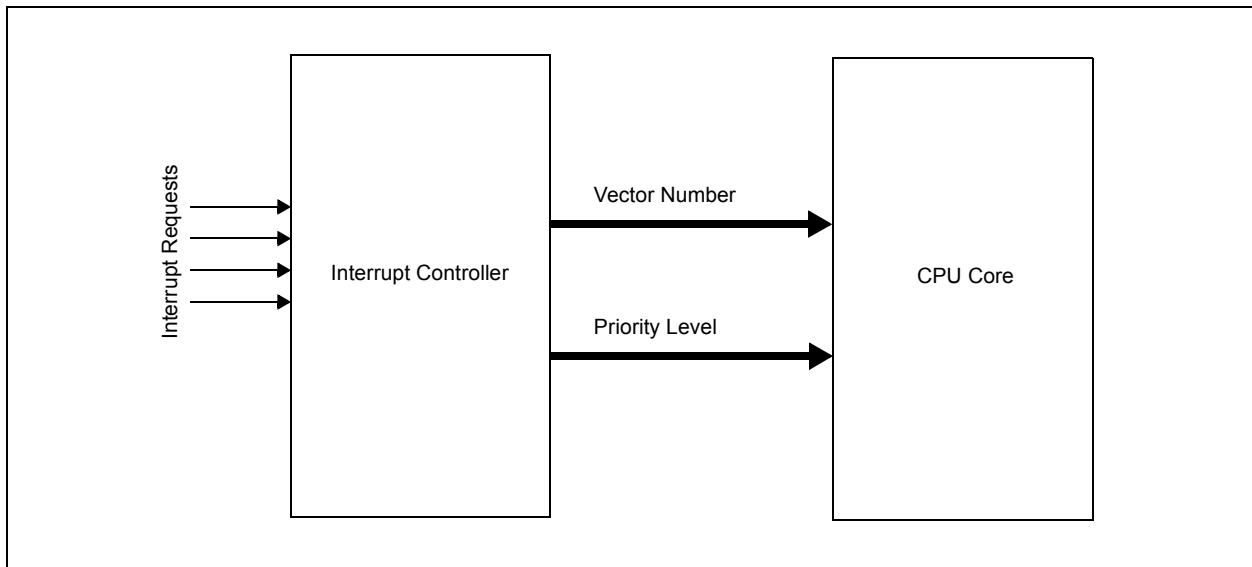 Interrupt Requests
Interrupt Controller
Vector Number
Priority Level
CPU Core